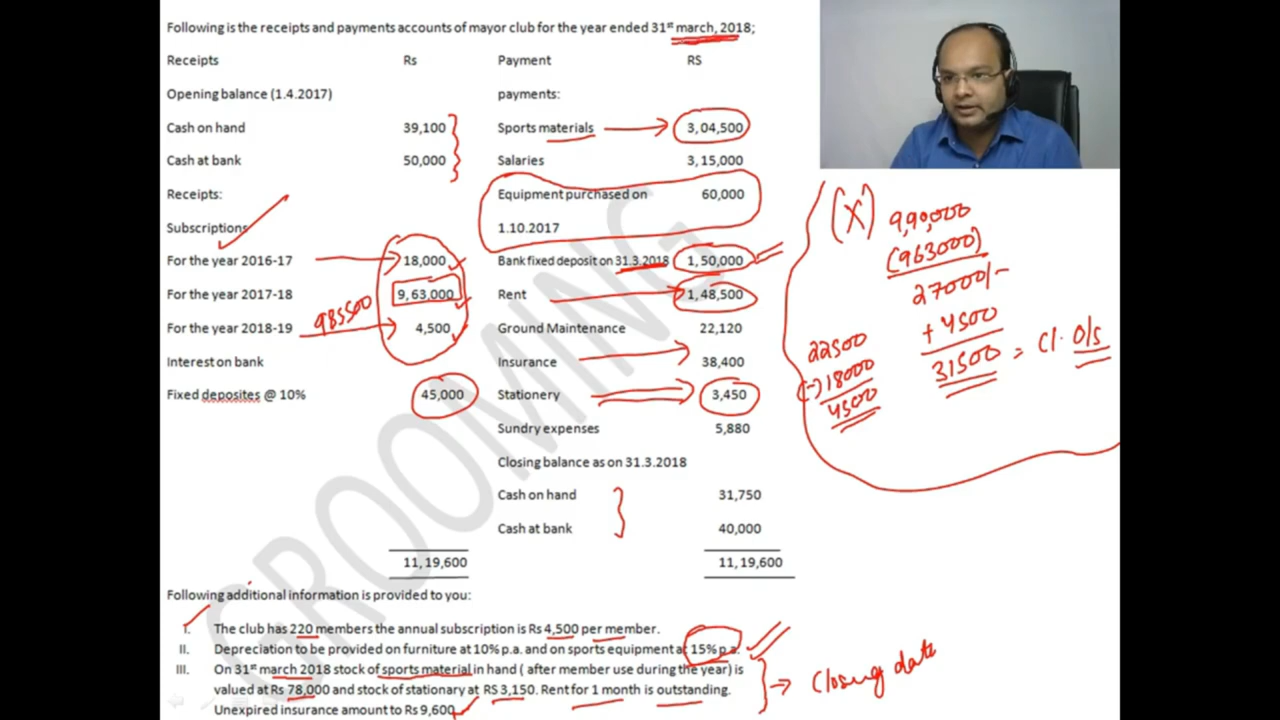 Following is the receipts and payments accounts of mayor club for the year ended 31st march, 2018;
Receipts Rs Payment RS
Opening balance (1.4.2017) payments:
Cash on hand 39,100 Sports materials 3,04,500
Cash at bank 50,000 Salaries 3,15,000
Receipts: Equipment purchased on 60,000
Subscriptions 1.10.2017
For the year 2016-17 18,000 Bank fixed deposit on 31.3.2018 1,50,000
For the year 2017-18 9,63,000 Rent 1,48,500
985500
For the year 2018-19 4,500 Ground Maintenance 22,120
Interest on bank Insurance 38,400
Fixed deposites @ 10% 45,000 Stationery 3,450
Sundry expenses 5,880
Closing balance as on 31.3.2018
Cash on hand 31,750
Cash at bank 40,000
11,19,600 11,19,600
(X) 9,90,000
(963000)
27000/-
+ 4500
31500 = Cl. O/s
22500
(-) 18000
4500
Following additional information is provided to you:
I. The club has 220 members the annual subscription is Rs 4,500 per member.
II. Depreciation to be provided on furniture at 10% p.a. and on sports equipment at 15% p.a.
III. On 31st march 2018 stock of sports material in hand ( after member use during the year) is
valued at Rs 78,000 and stock of stationary at RS 3,150. Rent for 1 month is outstanding.
Unexpired insurance amount to Rs 9,600
Closing date
GROOMING